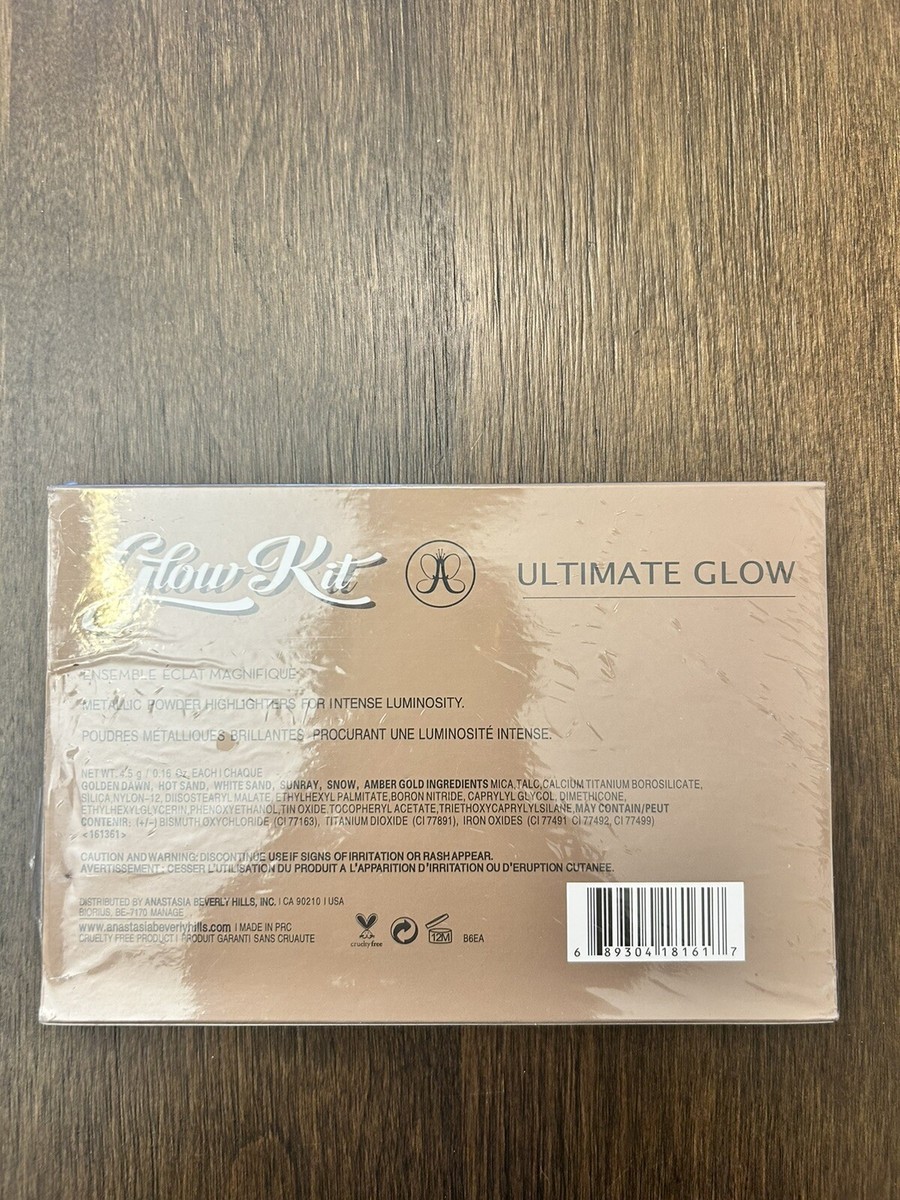 Glow Kit
ULTIMATE GLOW
ENSEMBLE ÉCLAT MAGNIFIQUE
METALLIC POWDER HIGHLIGHTERS FOR INTENSE LUMINOSITY.
POUDRES MÉTALLIQUES BRILLANTES PROCURANT UNE LUMINOSITÉ INTENSE.
NET WT. 4.5 g / 0.16 Oz. EACH I CHAQUE
GOLDEN DAWN, HOT SAND, WHITE SAND, SUNRAY, SNOW, AMBER GOLD INGREDIENTS MICA, TALC, CALCIUM TITANIUM BOROSILICATE,
SILICA, NYLON-12, DIISOSTEARYL MALATE, ETHYLHEXYL PALMITATE, BORON NITRIDE, CAPRYLYL GLYCOL, DIMETHICONE,
ETHYLHEXYLGLYCERIN, PHENOXYETHANOL, TIN OXIDE, TOCOPHERYL ACETATE, TRIETHOXYCAPRYLYLSILANE. MAY CONTAIN/PEUT
CONTENIR: (+/-) BISMUTH OXYCHLORIDE (CI 77163), TITANIUM DIOXIDE (CI 77891), IRON OXIDES (CI 77491 CI 77492, CI 77499)
<161361>
CAUTION AND WARNING: DISCONTINUE USE IF SIGNS OF IRRITATION OR RASH APPEAR.
AVERTISSEMENT : CESSER L'UTILISATION DU PRODUIT A L'APPARITION D'IRRITATION OU D'ERUPTION CUTANEE.
DISTRIBUTED BY ANASTASIA BEVERLY HILLS, INC. I CA 90210 I USA
BIORIUS, BE-7170 MANAGE
www.anastasiabeverlyhills.com I MADE IN PRC
CRUELTY FREE PRODUCT I PRODUIT GARANTI SANS CRUAUTE
cruelty free
12M
B6EA
6 89304 18161 7